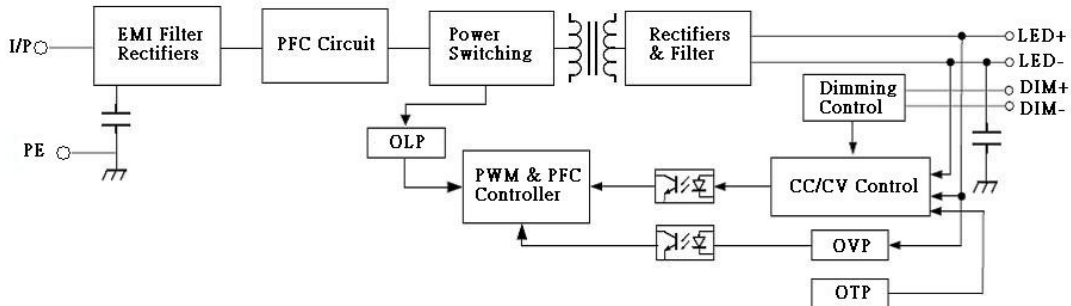 I/P
EMI Filter
Rectifiers
PFC Circuit
Power
Switching
Rectifiers
& Filter
LED+
LED-
DIM+
DIM-
Dimming
Control
PE
OLP
PWM & PFC
Controller
CC/CV Control
OVP
OTP